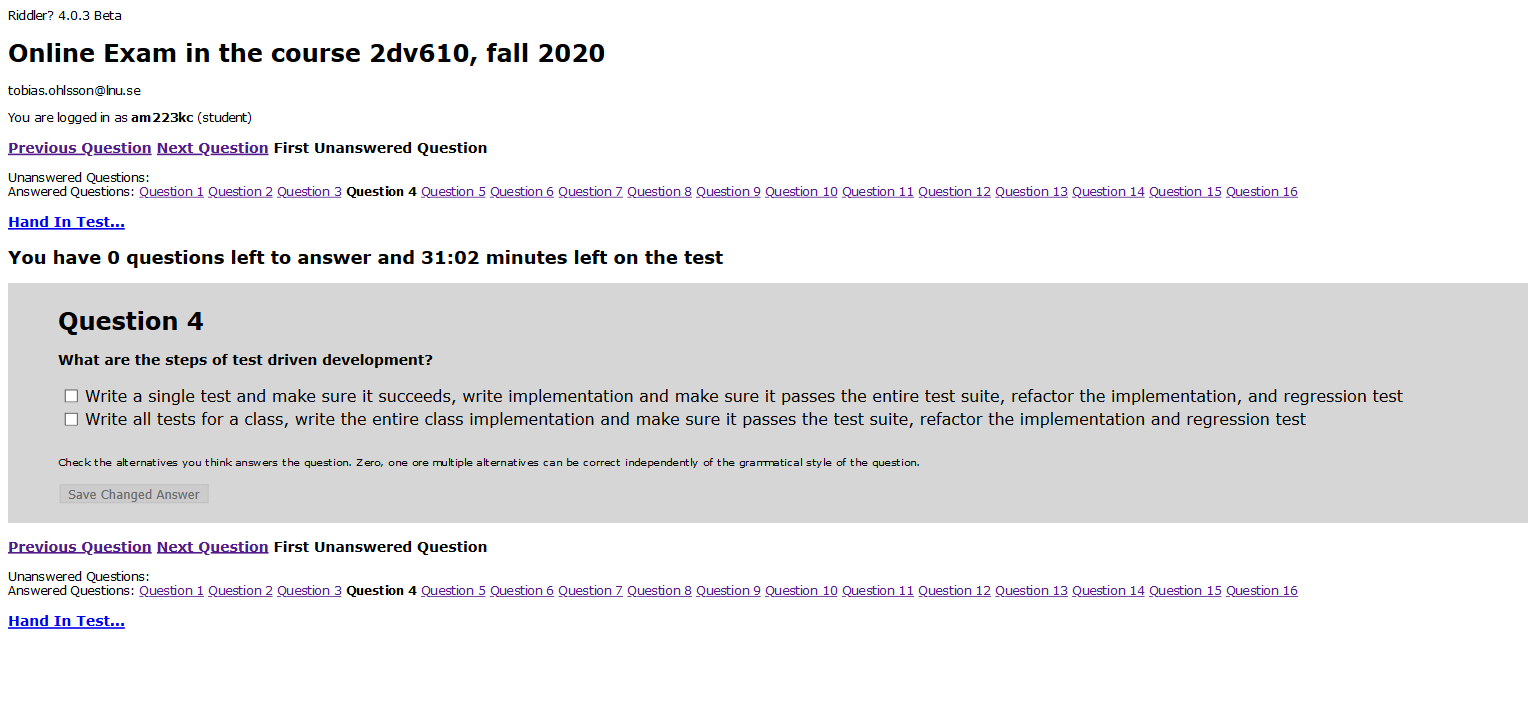 Riddler? 4.0.3 Beta
Online Exam in the course 2dv610, fall 2020
tobias.ohlsson@lnu.se
You are logged in as am223kc (student)
Previous Question Next Question First Unanswered Question
Unanswered Questions:
Answered Questions: Question 1 Question 2 Question 3 Question 4 Question 5 Question 6 Question 7 Question 8 Question 9 Question 10 Question 11 Question 12 Question 13 Question 14 Question 15 Question 16
Hand In Test...
You have 0 questions left to answer and 31:02 minutes left on the test
Question 4
What are the steps of test driven development?
Write a single test and make sure it succeeds, write implementation and make sure it passes the entire test suite, refactor the implementation, and regression test
Write all tests for a class, write the entire class implementation and make sure it passes the test suite, refactor the implementation and regression test
Check the alternatives you think answers the question. Zero, one ore multiple alternatives can be correct independently of the grammatical style of the question.
Save Changed Answer
Previous Question Next Question First Unanswered Question
Unanswered Questions:
Answered Questions: Question 1 Question 2 Question 3 Question 4 Question 5 Question 6 Question 7 Question 8 Question 9 Question 10 Question 11 Question 12 Question 13 Question 14 Question 15 Question 16
Hand In Test...